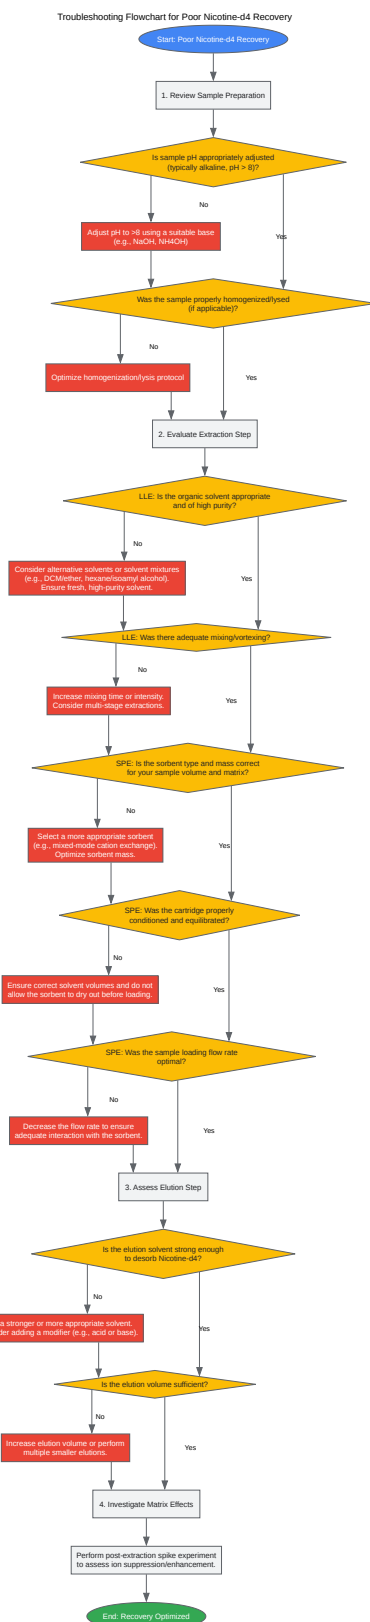 Troubleshooting Flowchart for Poor Nicotine-d4 Recovery
Start: Poor Nicotine-d4 Recovery
1. Review Sample Preparation
Is sample pH appropriately adjusted
(typically alkaline, pH > 8)?
No
Yes
Adjust pH to >8 using a suitable base
(e.g., NaOH, NH4OH)
Was the sample properly homogenized/lysed
(if applicable)?
No
Yes
Optimize homogenization/lysis protocol
2. Evaluate Extraction Step
LLE: Is the organic solvent appropriate
and of high purity?
No
Yes
Consider alternative solvents or solvent mixtures
(e.g., DCM/ether, hexane/isoamyl alcohol).
Ensure fresh, high-purity solvent.
LLE: Was there adequate mixing/vortexing?
No
Yes
Increase mixing time or intensity.
Consider multi-stage extractions.
SPE: Is the sorbent type and mass correct
for your sample volume and matrix?
No
Yes
Select a more appropriate sorbent
(e.g., mixed-mode cation exchange).
Optimize sorbent mass.
SPE: Was the cartridge properly
conditioned and equilibrated?
No
Yes
Ensure correct solvent volumes and do not
allow the sorbent to dry out before loading.
SPE: Was the sample loading flow rate
optimal?
No
Yes
Decrease the flow rate to ensure
adequate interaction with the sorbent.
3. Assess Elution Step
Is the elution solvent strong enough
to desorb Nicotine-d4?
No
Yes
a stronger or more appropriate solvent.
der adding a modifier (e.g., acid or base).
Is the elution volume sufficient?
No
Yes
Increase elution volume or perform
multiple smaller elutions.
4. Investigate Matrix Effects
Perform post-extraction spike experiment
to assess ion suppression/enhancement.
End: Recovery Optimized